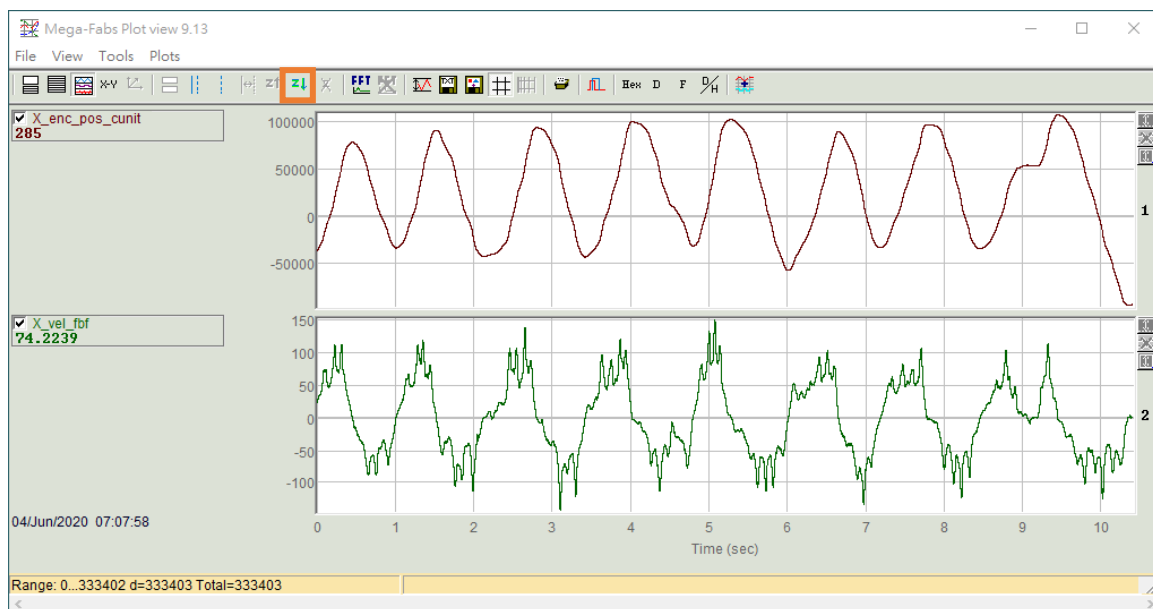 Mega-Fabs Plot view 9.13
File View Tools Plots
X-Y Z↑ Z↓ FFT TXT Hex D F D/H
X_enc_pos_cunit
285
100000
50000
0
-50000
1
X_vel_fbf
74.2239
150
100
50
0
-50
-100
2
04/Jun/2020 07:07:58
0 1 2 3 4 5 6 7 8 9 10
Time (sec)
Range: 0...333402 d=333403 Total=333403